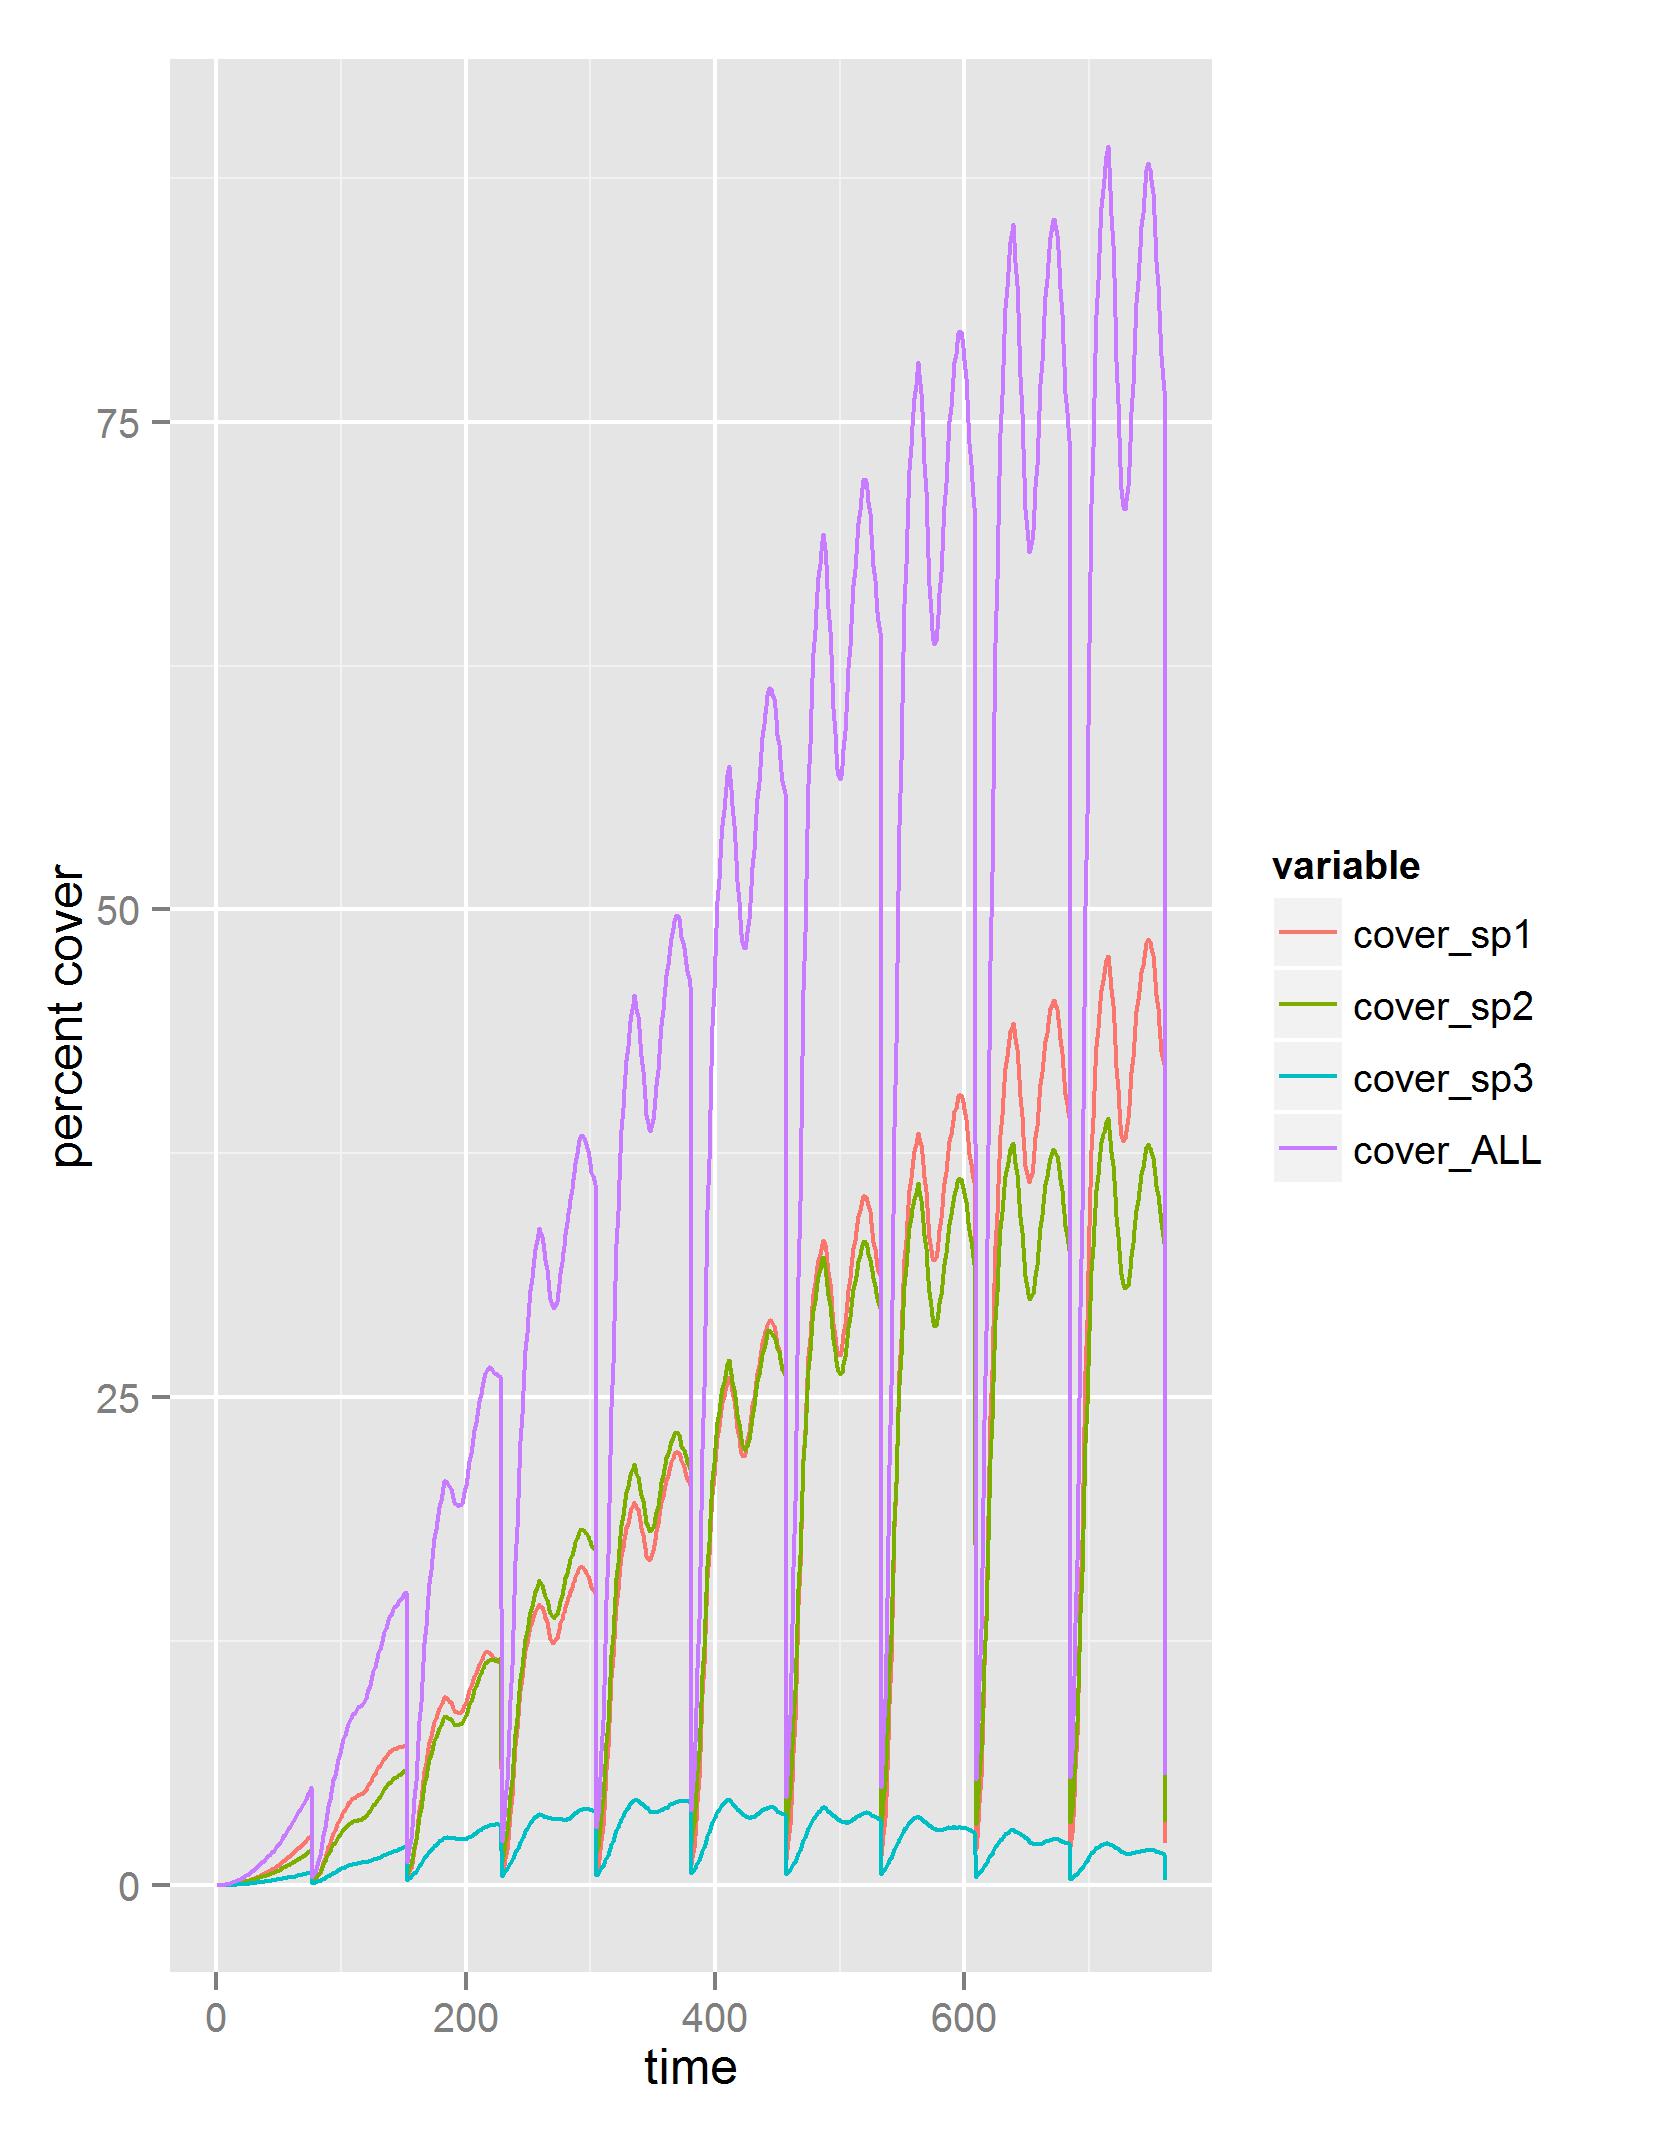 75
50
25
0
percent cover
0 200 400 600
time
variable
cover_sp1
cover_sp2
cover_sp3
cover_ALL